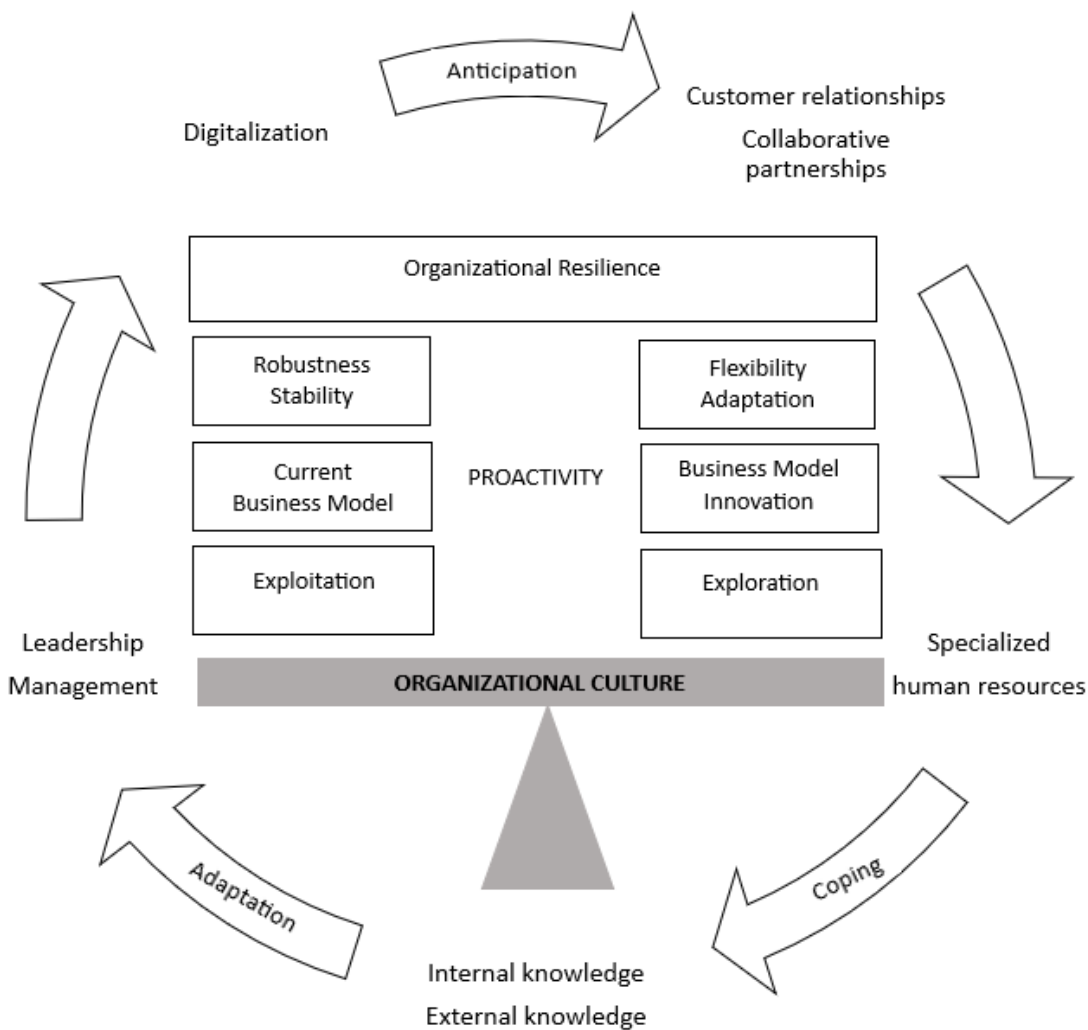 Anticipation
Customer relationships
Digitalization
Collaborative
partnerships
Organizational Resilience
Robustness
Stability
Flexibility
Adaptation
Current
Business Model
PROACTIVITY
Business Model
Innovation
Exploitation
Exploration
Leadership
Management
Specialized
human resources
ORGANIZATIONAL CULTURE
Adaptation
Coping
Internal knowledge
External knowledge